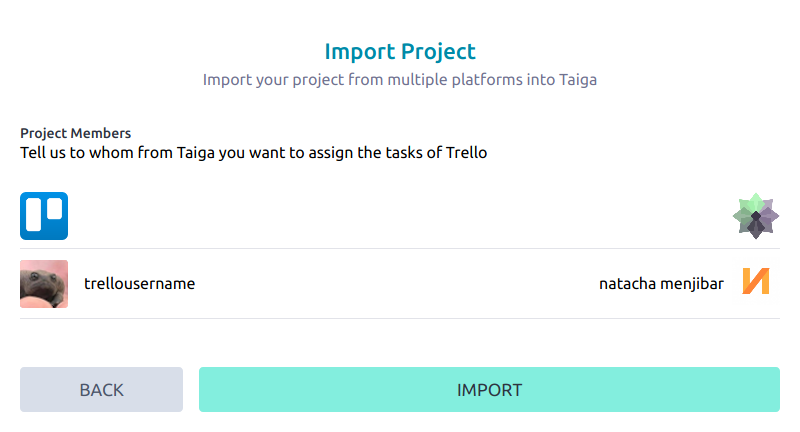 Import Project
Import your project from multiple platforms into Taiga
Project Members
Tell us to whom from Taiga you want to assign the tasks of Trello
trellousername natacha menjibar
BACK IMPORT